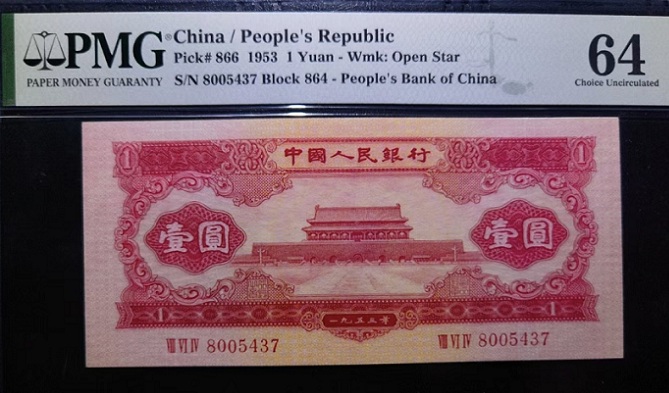 PMG
PAPER MONEY GUARANTY
China / People's Republic
Pick# 866 1953 1 Yuan - Wmk: Open Star
S/N 8005437 Block 864 - People's Bank of China
64
Choice Uncirculated
1 中國人民銀行 1
壹圓 壹圓
1 一九五三年 1
Ⅷ Ⅵ Ⅳ 8005437 Ⅷ Ⅵ Ⅳ 8005437